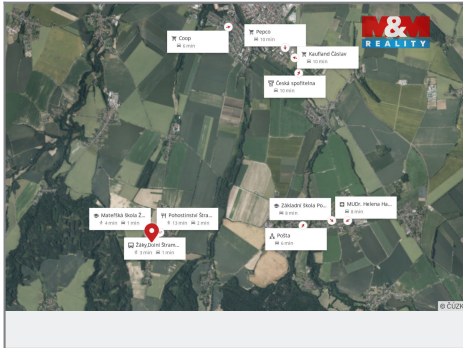 M&M
REALITY
Coop
6 min
Pepco
10 min
Kaufland Čáslav
10 min
Česká spořitelna
10 min
Mateřská škola Ž...
4 min 1 min
Pohostinství Štra...
13 min 2 min
Žáky,Dolní Štram...
3 min 1 min
Základní škola Po...
8 min
MUDr. Helena Ha...
8 min
Pošta
6 min
© ČÚZK